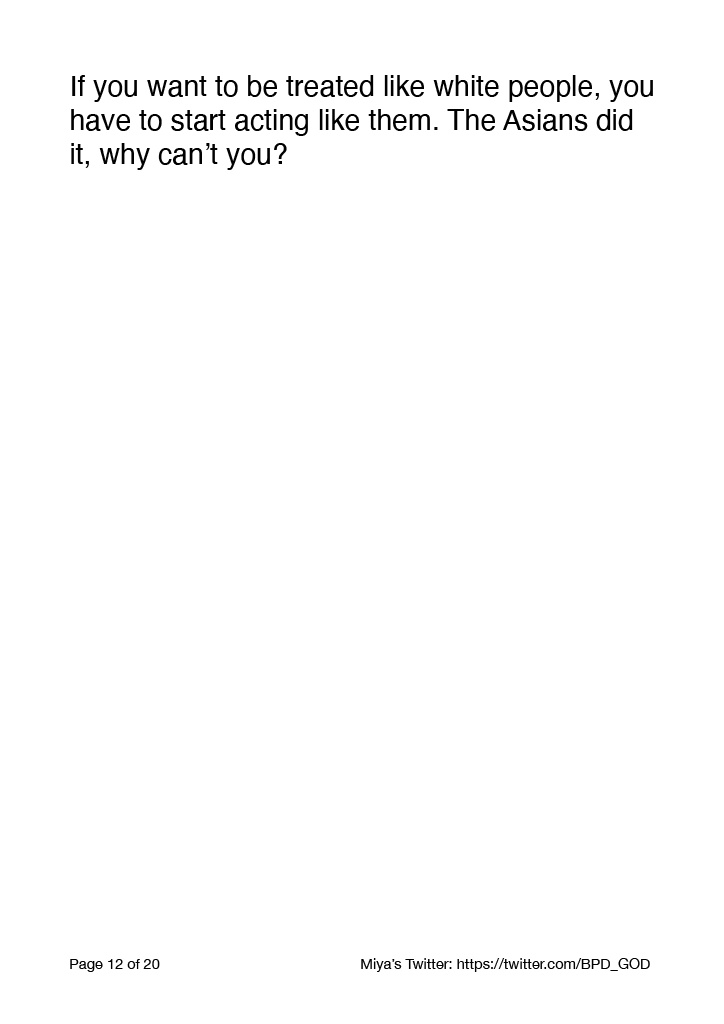 If you want to be treated like white people, you
have to start acting like them. The Asians did
it, why can’t you?
Page 12 of 20
Miya’s Twitter: https://twitter.com/BPD_GOD